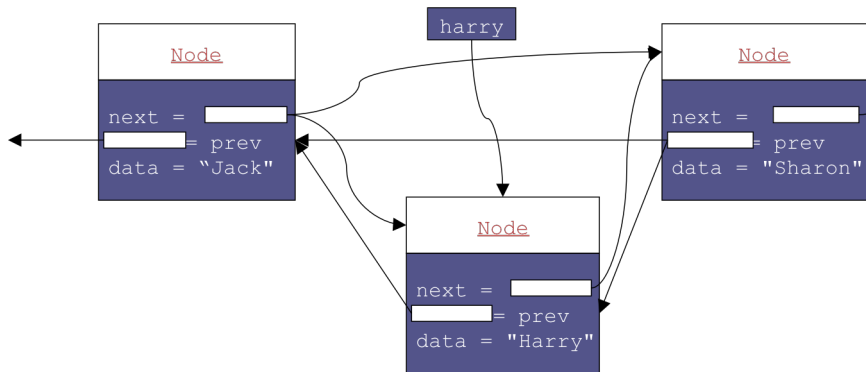 harry
Node
next =
= prev
data = “Jack"
Node
next =
= prev
data = "Sharon"
Node
next =
= prev
data = "Harry"